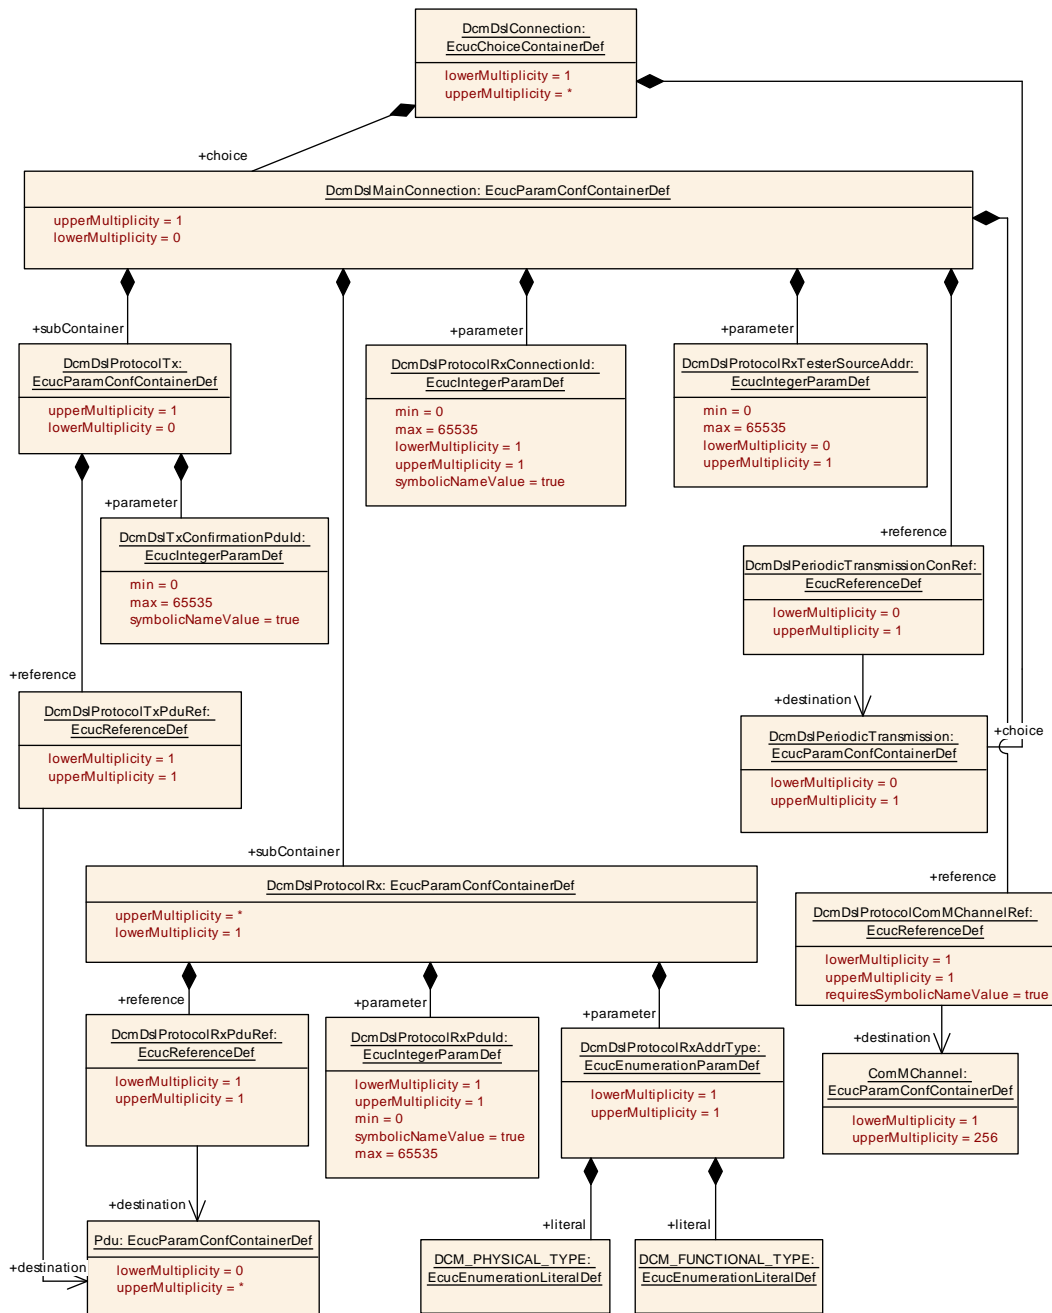 DcmDslConnection:
EcucChoiceContainerDef
lowerMultiplicity = 1
upperMultiplicity = *
+choice
DcmDslMainConnection: EcucParamConfContainerDef
upperMultiplicity = 1
lowerMultiplicity = 0
+subContainer
+parameter
+parameter
DcmDslProtocolTx:
EcucParamConfContainerDef
upperMultiplicity = 1
lowerMultiplicity = 0
DcmDslProtocolRxConnectionId:
EcucIntegerParamDef
min = 0
max = 65535
lowerMultiplicity = 1
upperMultiplicity = 1
symbolicNameValue = true
DcmDslProtocolRxTesterSourceAddr:
EcucIntegerParamDef
min = 0
max = 65535
lowerMultiplicity = 0
upperMultiplicity = 1
+parameter
DcmDslTxConfirmationPduId:
EcucIntegerParamDef
min = 0
max = 65535
symbolicNameValue = true
+reference
DcmDslPeriodicTransmissionConRef:
EcucReferenceDef
lowerMultiplicity = 0
upperMultiplicity = 1
+reference
DcmDslProtocolTxPduRef:
EcucReferenceDef
lowerMultiplicity = 1
upperMultiplicity = 1
+destination
+choice
DcmDslPeriodicTransmission:
EcucParamConfContainerDef
lowerMultiplicity = 0
upperMultiplicity = 1
+subContainer
DcmDslProtocolRx: EcucParamConfContainerDef
upperMultiplicity = *
lowerMultiplicity = 1
+reference
DcmDslProtocolComMChannelRef:
EcucReferenceDef
lowerMultiplicity = 1
upperMultiplicity = 1
requiresSymbolicNameValue = true
+reference
+parameter
+parameter
DcmDslProtocolRxPduRef:
EcucReferenceDef
lowerMultiplicity = 1
upperMultiplicity = 1
DcmDslProtocolRxPduId:
EcucIntegerParamDef
lowerMultiplicity = 1
upperMultiplicity = 1
min = 0
symbolicNameValue = true
max = 65535
DcmDslProtocolRxAddrType:
EcucEnumerationParamDef
lowerMultiplicity = 1
upperMultiplicity = 1
+destination
ComMChannel:
EcucParamConfContainerDef
lowerMultiplicity = 1
upperMultiplicity = 256
+destination
+literal
+literal
Pdu: EcucParamConfContainerDef
lowerMultiplicity = 0
upperMultiplicity = *
+destination
DCM_PHYSICAL_TYPE:
EcucEnumerationLiteralDef
DCM_FUNCTIONAL_TYPE:
EcucEnumerationLiteralDef